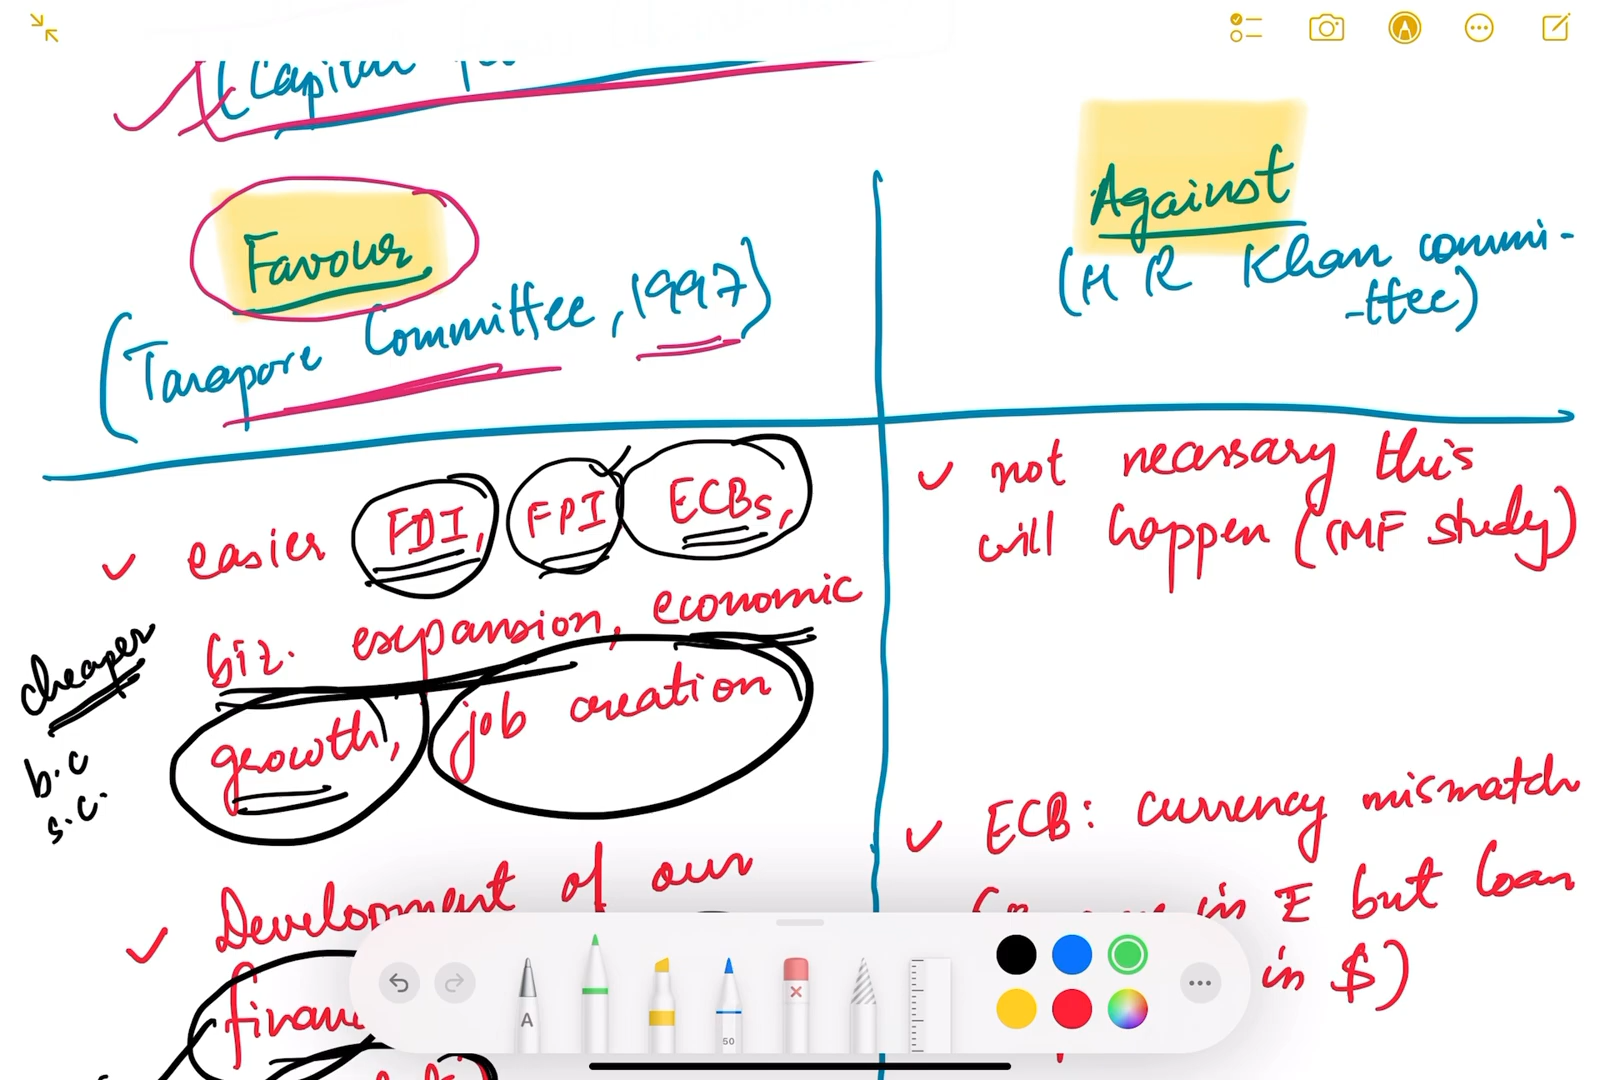 (Capital
Favour
(Tarapore Committee, 1997)
Against
(H R Khan commi-
-ttee)
✓ easier FDI, FPI ECBs,
biz. expansion, economic
growth, job creation
cheaper
b.c
s.c.
✓ Development of our
✓ not necessary this
will happen (IMF study)
✓ ECB: currency mismatch
in ₹ but loan
in $)
A
50